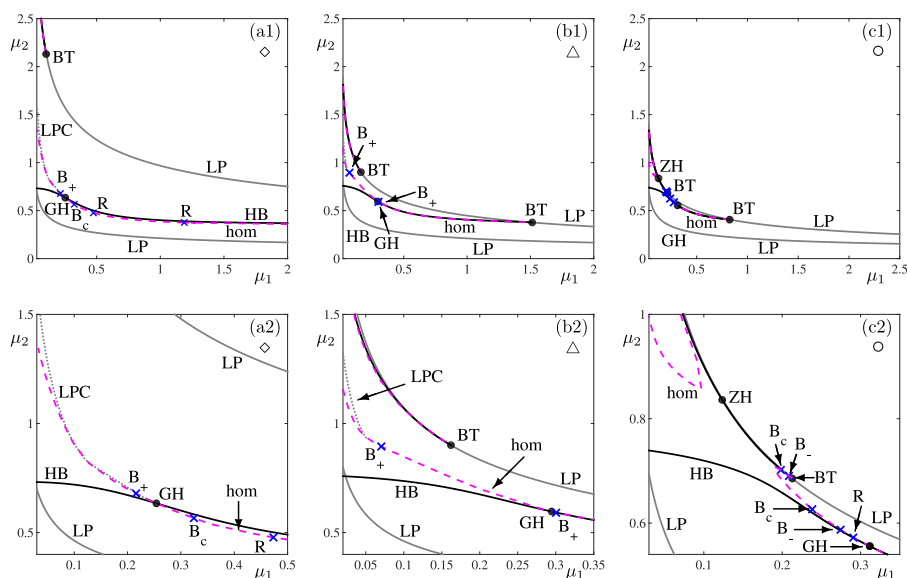 2.5
μ2
2
1.5
1
0.5
0
(a1)
BT
LPC
LP
B+
GH
Bc
R
R
HB
hom
LP
0.5
1
1.5
μ1
2
2.5
μ2
2
1.5
1
0.5
0
(b1)
B+
BT
B+
BT
LP
HB
GH
hom
LP
0.5
1
1.5
μ1
2
2.5
μ2
2
1.5
1
0.5
0
(c1)
ZH
BT
BT
LP
GH
hom
LP
0.5
1
1.5
μ1
2
2.5
1.5
μ2
1
0.5
(a2)
LP
LPC
B+
GH
hom
HB
Bc
R
LP
0.1
0.2
0.3
0.4
μ1
0.5
1.5
μ2
1
0.5
(b2)
LPC
BT
hom
B+
LP
HB
GH
B+
LP
0.05
0.1
0.15
0.2
0.25
0.3
μ1
0.35
1
μ2
0.8
0.6
(c2)
hom
ZH
Bc
B-
BT
HB
R
Bc
LP
B-
GH
LP
0.1
0.2
μ1
0.3